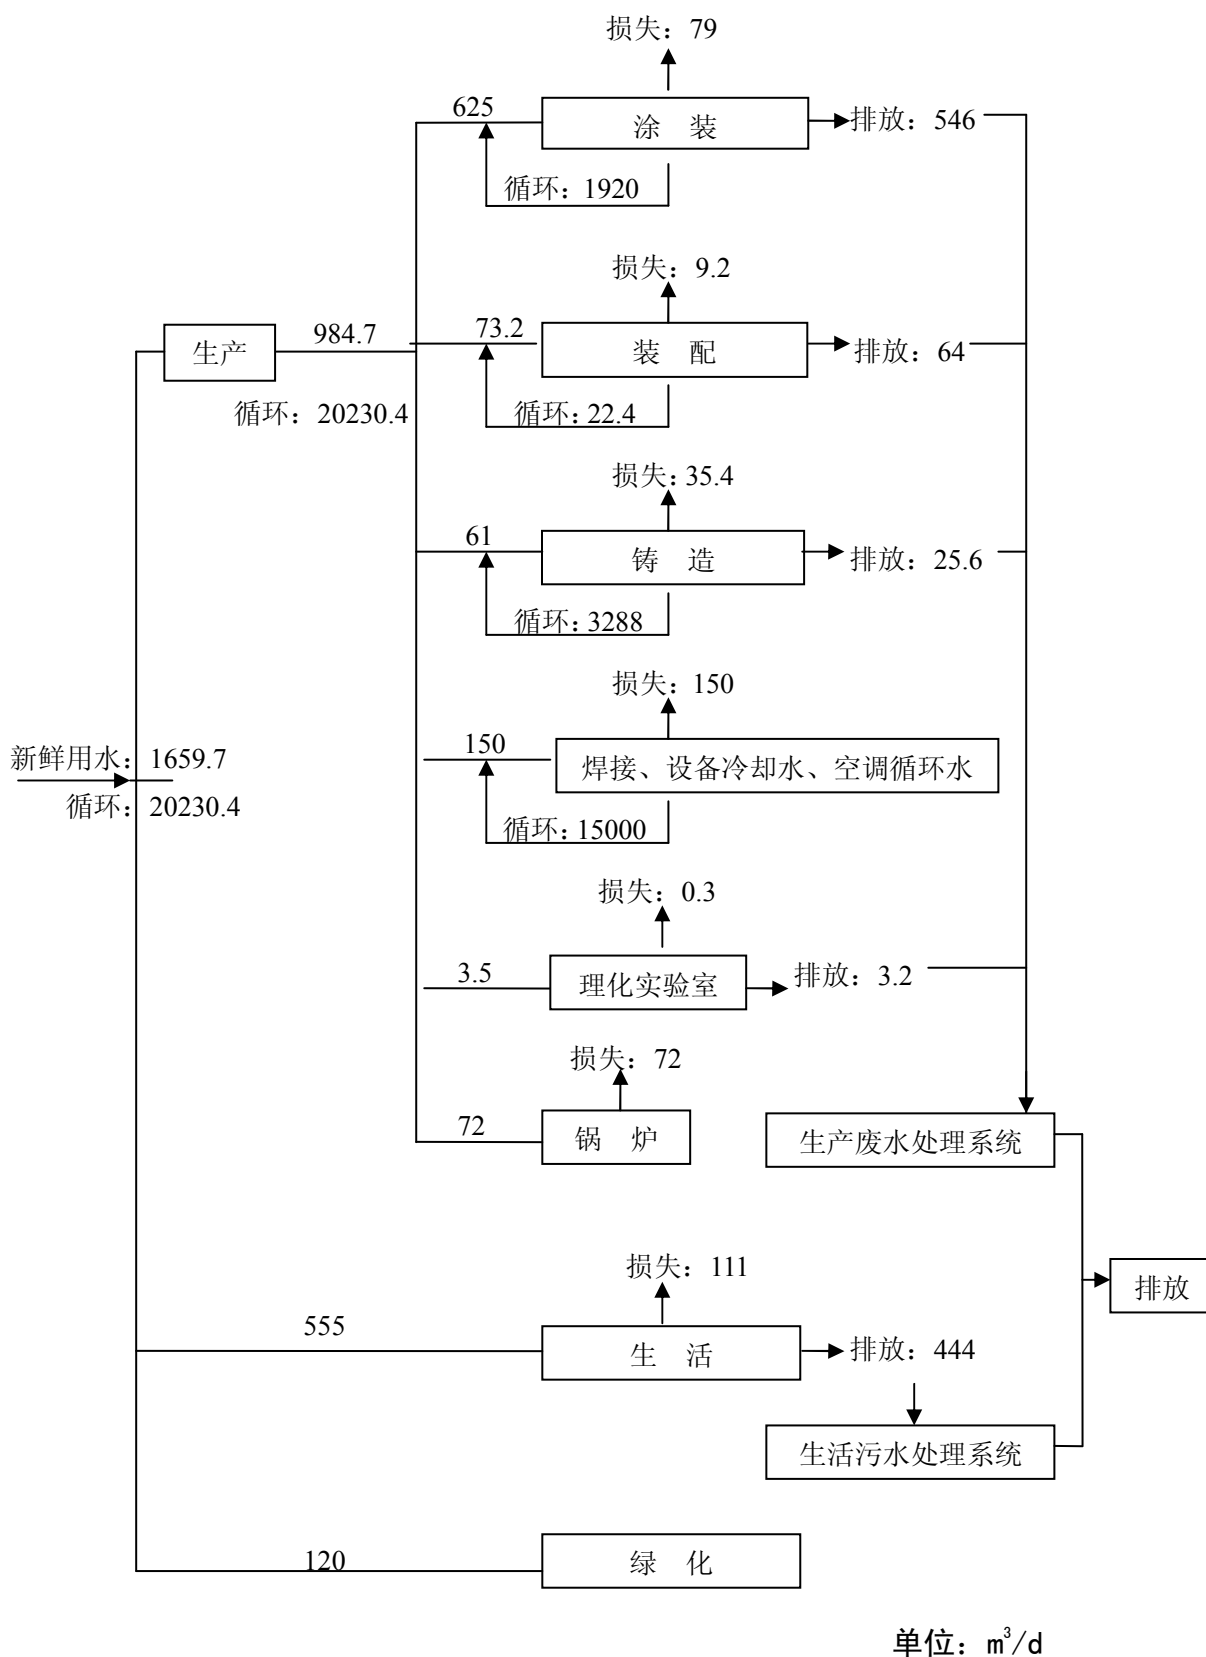 损失：79
625
涂 装
排放：546
循环：1920
损失：9.2
生产
984.7
73.2
装 配
排放：64
循环：20230.4
循环：22.4
损失：35.4
61
铸 造
排放：25.6
循环：3288
损失：150
新鲜用水：1659.7
150
焊接、设备冷却水、空调循环水
循环：20230.4
循环：15000
损失：0.3
3.5
理化实验室
排放：3.2
损失：72
72
锅 炉
生产废水处理系统
损失：111
排放
555
生 活
排放：444
生活污水处理系统
120
绿 化
单位：m³/d